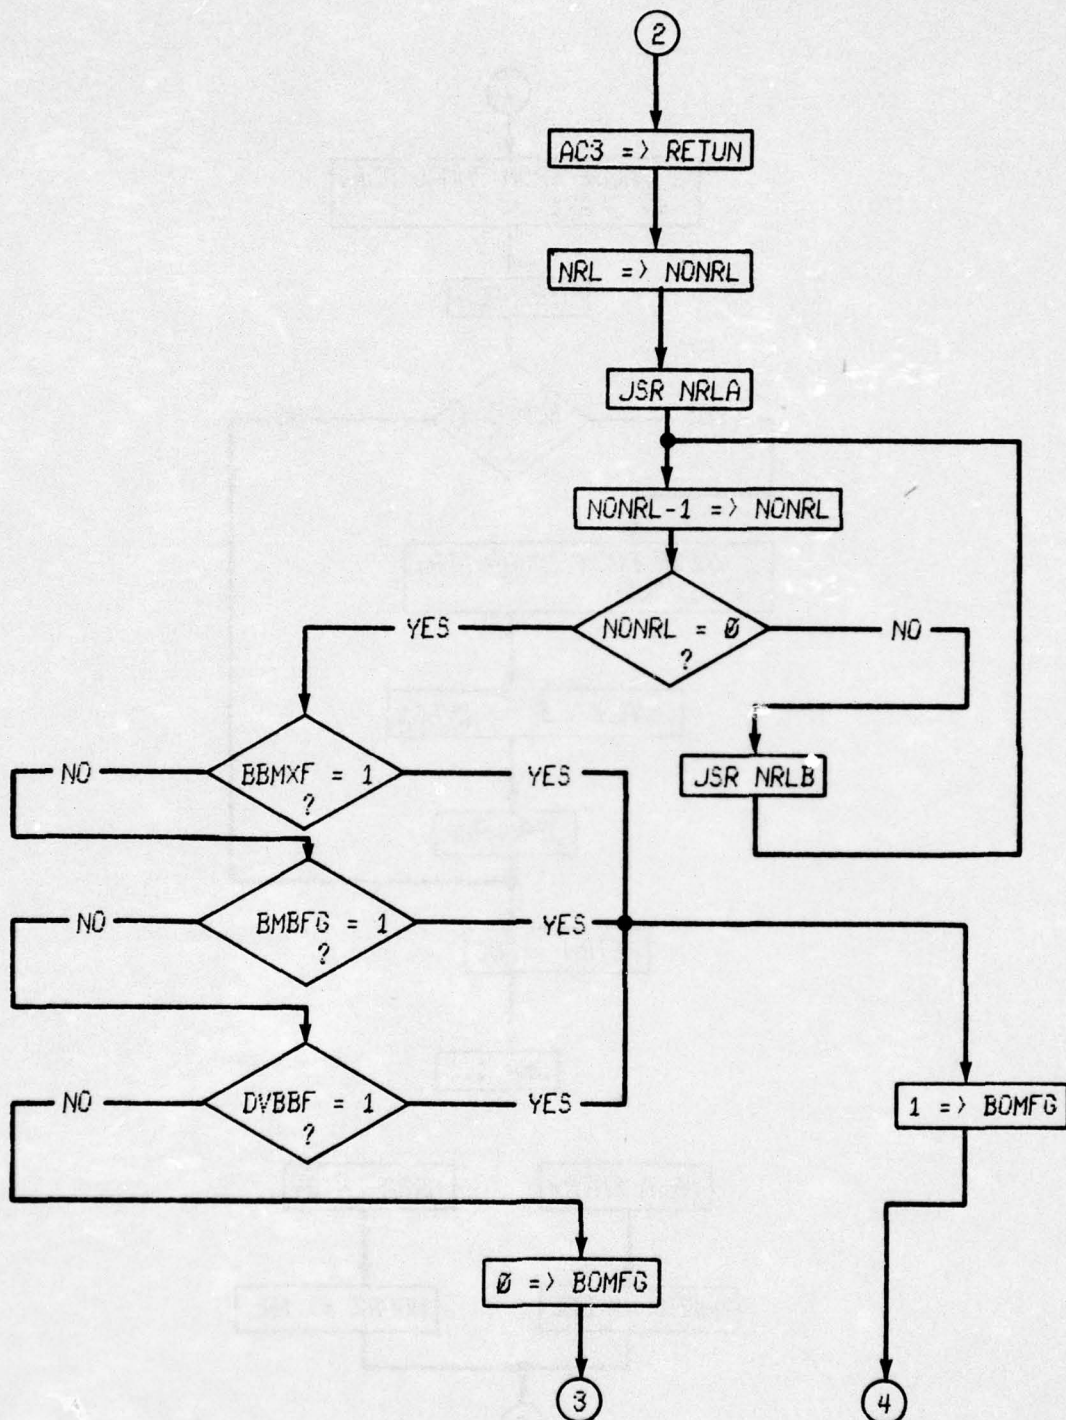 2
AC3 => RETUN
NRL => NONRL
JSR NRLA
NONRL-1 => NONRL
NONRL = Ø
?
YES
NO
JSR NRLB
BBMXF = 1
?
NO
YES
BMBFG = 1
?
NO
YES
DVBBF = 1
?
NO
YES
1 => BOMFG
Ø => BOMFG
3
4